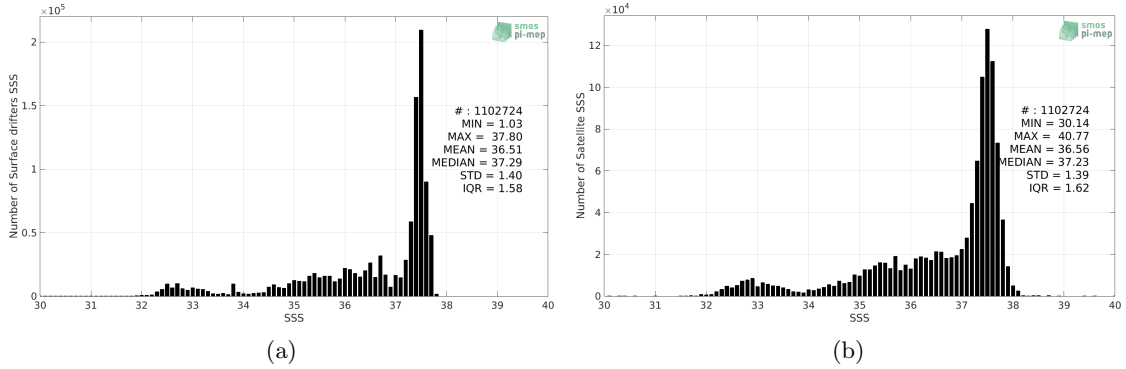 ×10⁵
smos
pi-mep
Number of Surface drifters SSS
2
1.5
1
0.5
0
# : 1102724
MIN = 1.03
MAX = 37.80
MEAN = 36.51
MEDIAN = 37.29
STD = 1.40
IQR = 1.58
30 31 32 33 34 35 36 37 38 39 40
SSS
(a)
×10⁴
smos
pi-mep
Number of Satellite SSS
12
10
8
6
4
2
0
# : 1102724
MIN = 30.14
MAX = 40.77
MEAN = 36.56
MEDIAN = 37.23
STD = 1.39
IQR = 1.62
30 31 32 33 34 35 36 37 38 39 40
SSS
(b)